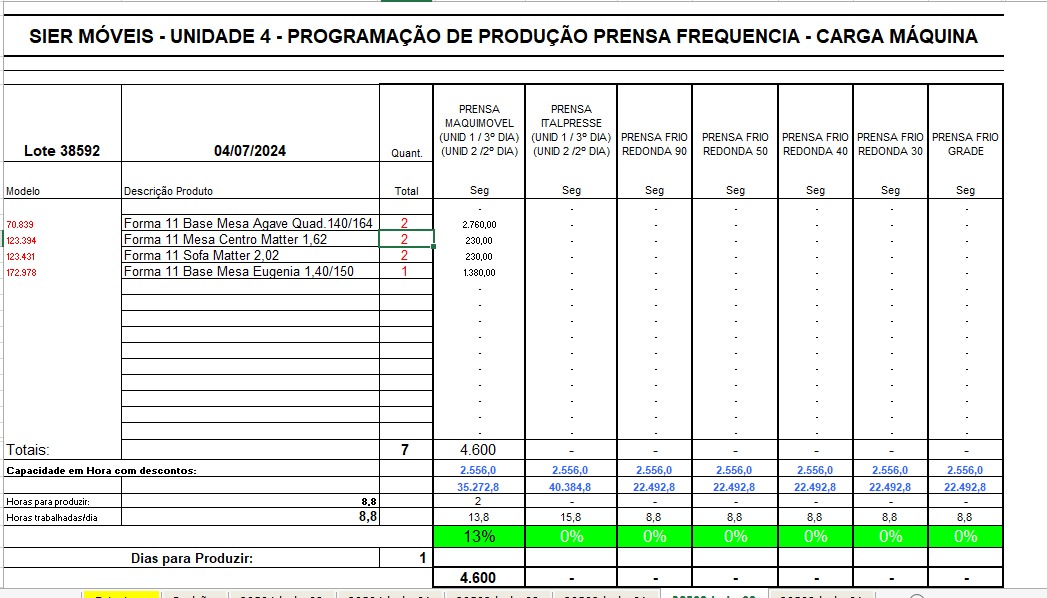 SIER MÓVEIS - UNIDADE 4 - PROGRAMAÇÃO DE PRODUÇÃO PRENSA FREQUENCIA - CARGA MÁQUINA
Lote 38592 04/07/2024 Quant. PRENSA MAQUIMOVEL (UNID 1 / 3º DIA) (UNID 2 /2º DIA) PRENSA ITALPRESSE (UNID 1 / 3º DIA) (UNID 2 /2º DIA) PRENSA FRIO REDONDA 90 PRENSA FRIO REDONDA 50 PRENSA FRIO REDONDA 40 PRENSA FRIO REDONDA 30 PRENSA FRIO GRADE
Modelo Descrição Produto Total Seg Seg Seg Seg Seg Seg Seg
- - - - - - -
70.839 Forma 11 Base Mesa Agave Quad.140/164 2 2.760,00 - - - - - -
123.394 Forma 11 Mesa Centro Matter 1,62 2 230,00 - - - - - -
123.431 Forma 11 Sofa Matter 2,02 2 230,00 - - - - - -
172.978 Forma 11 Base Mesa Eugenia 1,40/150 1 1.380,00 - - - - - -
- - - - - - -
- - - - - - -
- - - - - - -
- - - - - - -
- - - - - - -
- - - - - - -
- - - - - - -
- - - - - - -
- - - - - - -
- - - - - - -
Totais: 7 4.600 - - - - - -
Capacidade em Hora com descontos: 2.556,0 2.556,0 2.556,0 2.556,0 2.556,0 2.556,0 2.556,0
35.272,8 40.384,8 22.492,8 22.492,8 22.492,8 22.492,8 22.492,8
Horas para produzir: 8,8 2 - - - - - -
Horas trabalhadas/dia 8,8 13,8 15,8 8,8 8,8 8,8 8,8 8,8
13% 0% 0% 0% 0% 0% 0%
Dias para Produzir: 1
4.600 - - - - - -